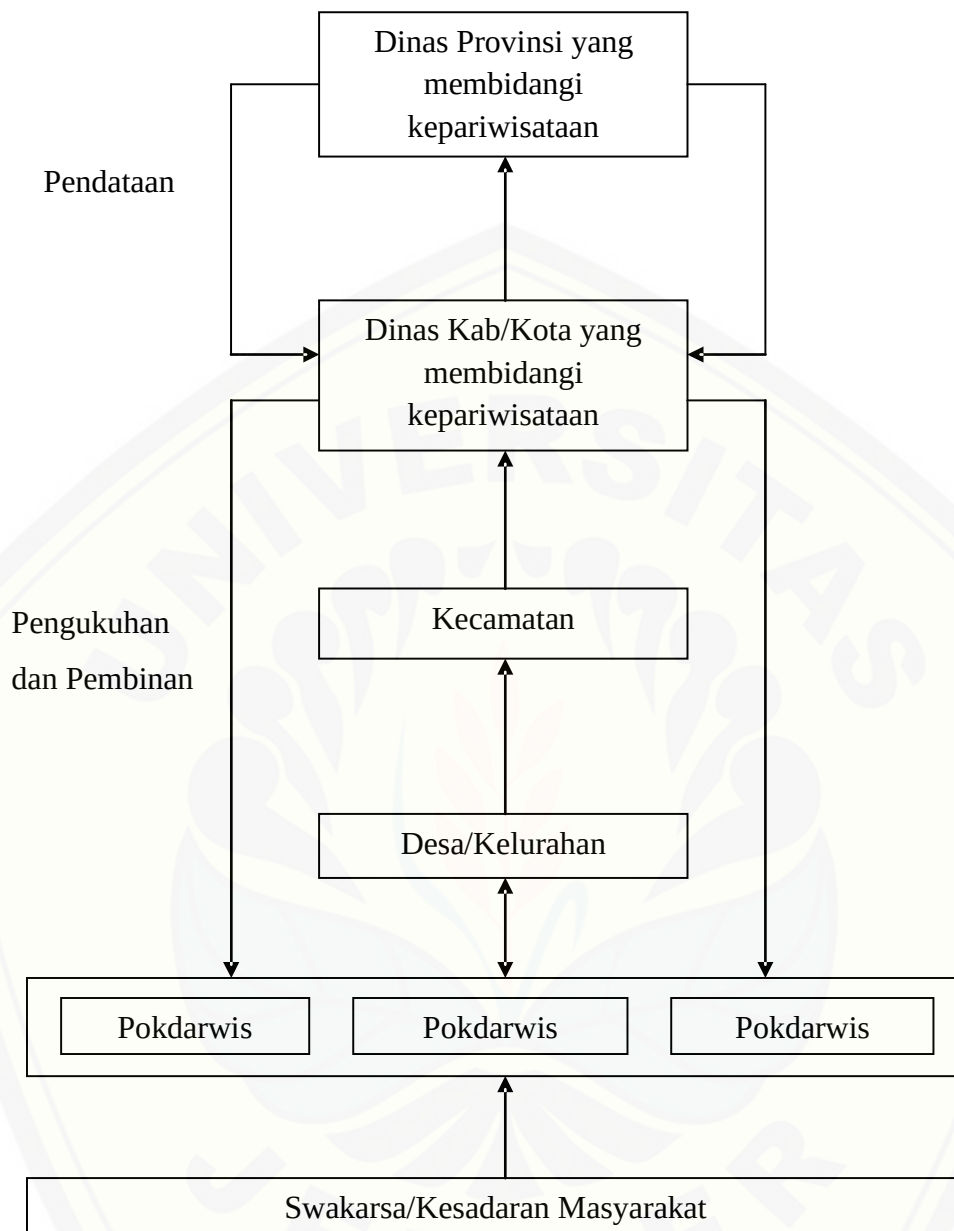 Dinas Provinsi yang
membidangi
kepariwisataan
Pendataan
Dinas Kab/Kota yang
membidangi
kepariwisataan
Pengukuhan
dan Pembinan
Kecamatan
Desa/Kelurahan
Pokdarwis Pokdarwis Pokdarwis
Swakarsa/Kesadaran Masyarakat
UNIVERSITAS